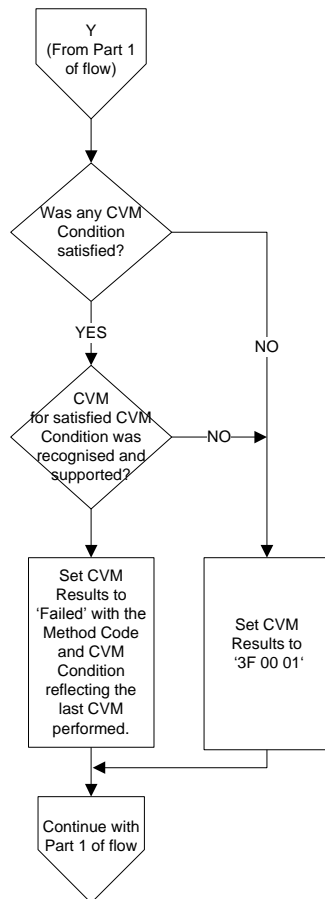 Y
(From Part 1
of flow)
Was any CVM
Condition
satisfied?
YES
NO
CVM
for satisfied CVM
Condition was
recognised and
supported?
NO
Set CVM
Results to
‘Failed’ with the
Method Code
and CVM
Condition
reflecting the
last CVM
performed.
Set CVM
Results to
‘3F 00 01‘
Continue with
Part 1 of flow